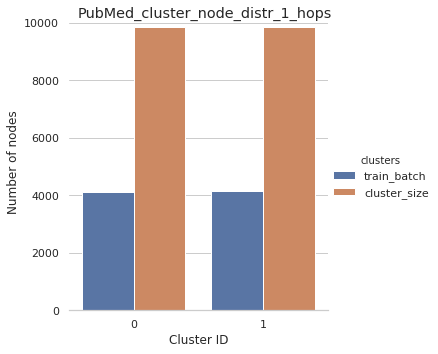 PubMed_cluster_node_distr_1_hops
10000
8000
6000
4000
2000
0
Number of nodes
0 1
Cluster ID
clusters
train_batch
cluster_size